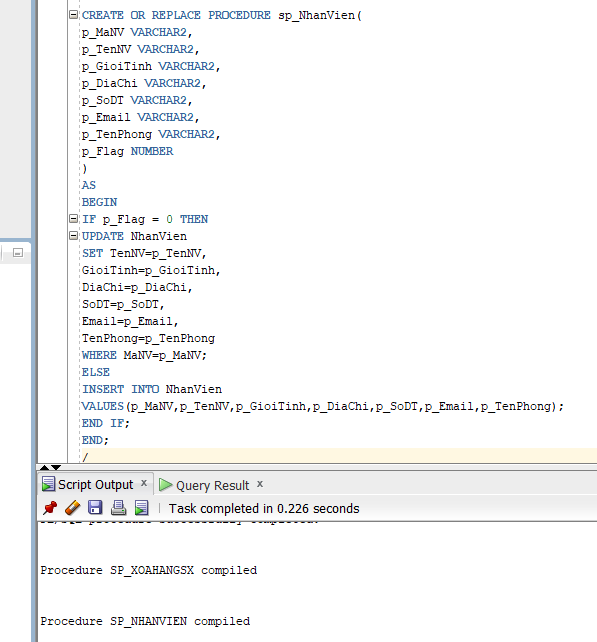 CREATE OR REPLACE PROCEDURE sp_NhanVien(
p_MaNV VARCHAR2,
p_TenNV VARCHAR2,
p_GioiTinh VARCHAR2,
p_DiaChi VARCHAR2,
p_SoDT VARCHAR2,
p_Email VARCHAR2,
p_TenPhong VARCHAR2,
p_Flag NUMBER
)
AS
BEGIN
IF p_Flag = 0 THEN
UPDATE NhanVien
SET TenNV=p_TenNV,
GioiTinh=p_GioiTinh,
DiaChi=p_DiaChi,
SoDT=p_SoDT,
Email=p_Email,
TenPhong=p_TenPhong
WHERE MaNV=p_MaNV;
ELSE
INSERT INTO NhanVien
VALUES(p_MaNV,p_TenNV,p_GioiTinh,p_DiaChi,p_SoDT,p_Email,p_TenPhong);
END IF;
END;
/
Script Output x Query Result x
Task completed in 0.226 seconds
procedure successfully completed.
Procedure SP_XOAHANGSX compiled
Procedure SP_NHANVIEN compiled